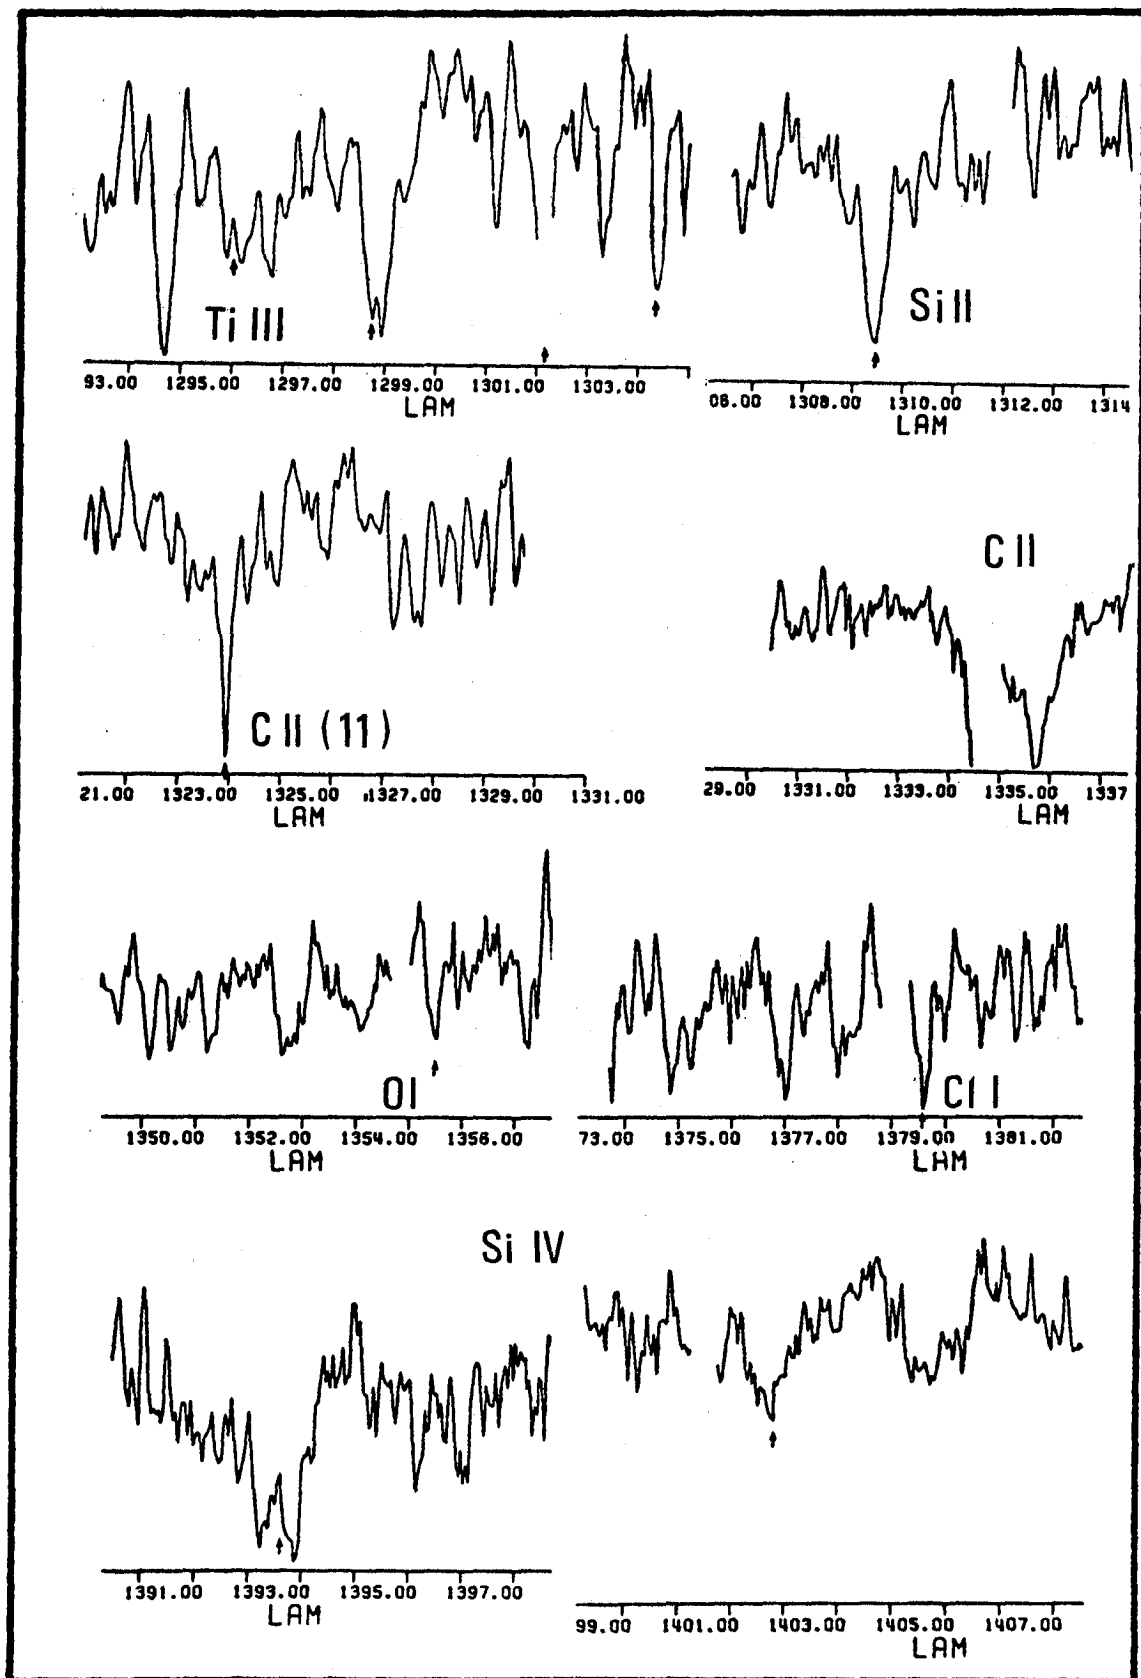 Ti III
Si II
93.00 1295.00 1297.00 1299.00 1301.00 1303.00
LAM
06.00 1308.00 1310.00 1312.00 1314
LAM
C II
C II (11)
21.00 1323.00 1325.00 1327.00 1329.00 1331.00
LAM
29.00 1331.00 1333.00 1335.00 1337
LAM
O I
Cl I
1350.00 1352.00 1354.00 1356.00
LAM
73.00 1375.00 1377.00 1379.00 1381.00
LAM
Si IV
1391.00 1393.00 1395.00 1397.00
LAM
99.00 1401.00 1403.00 1405.00 1407.00
LAM